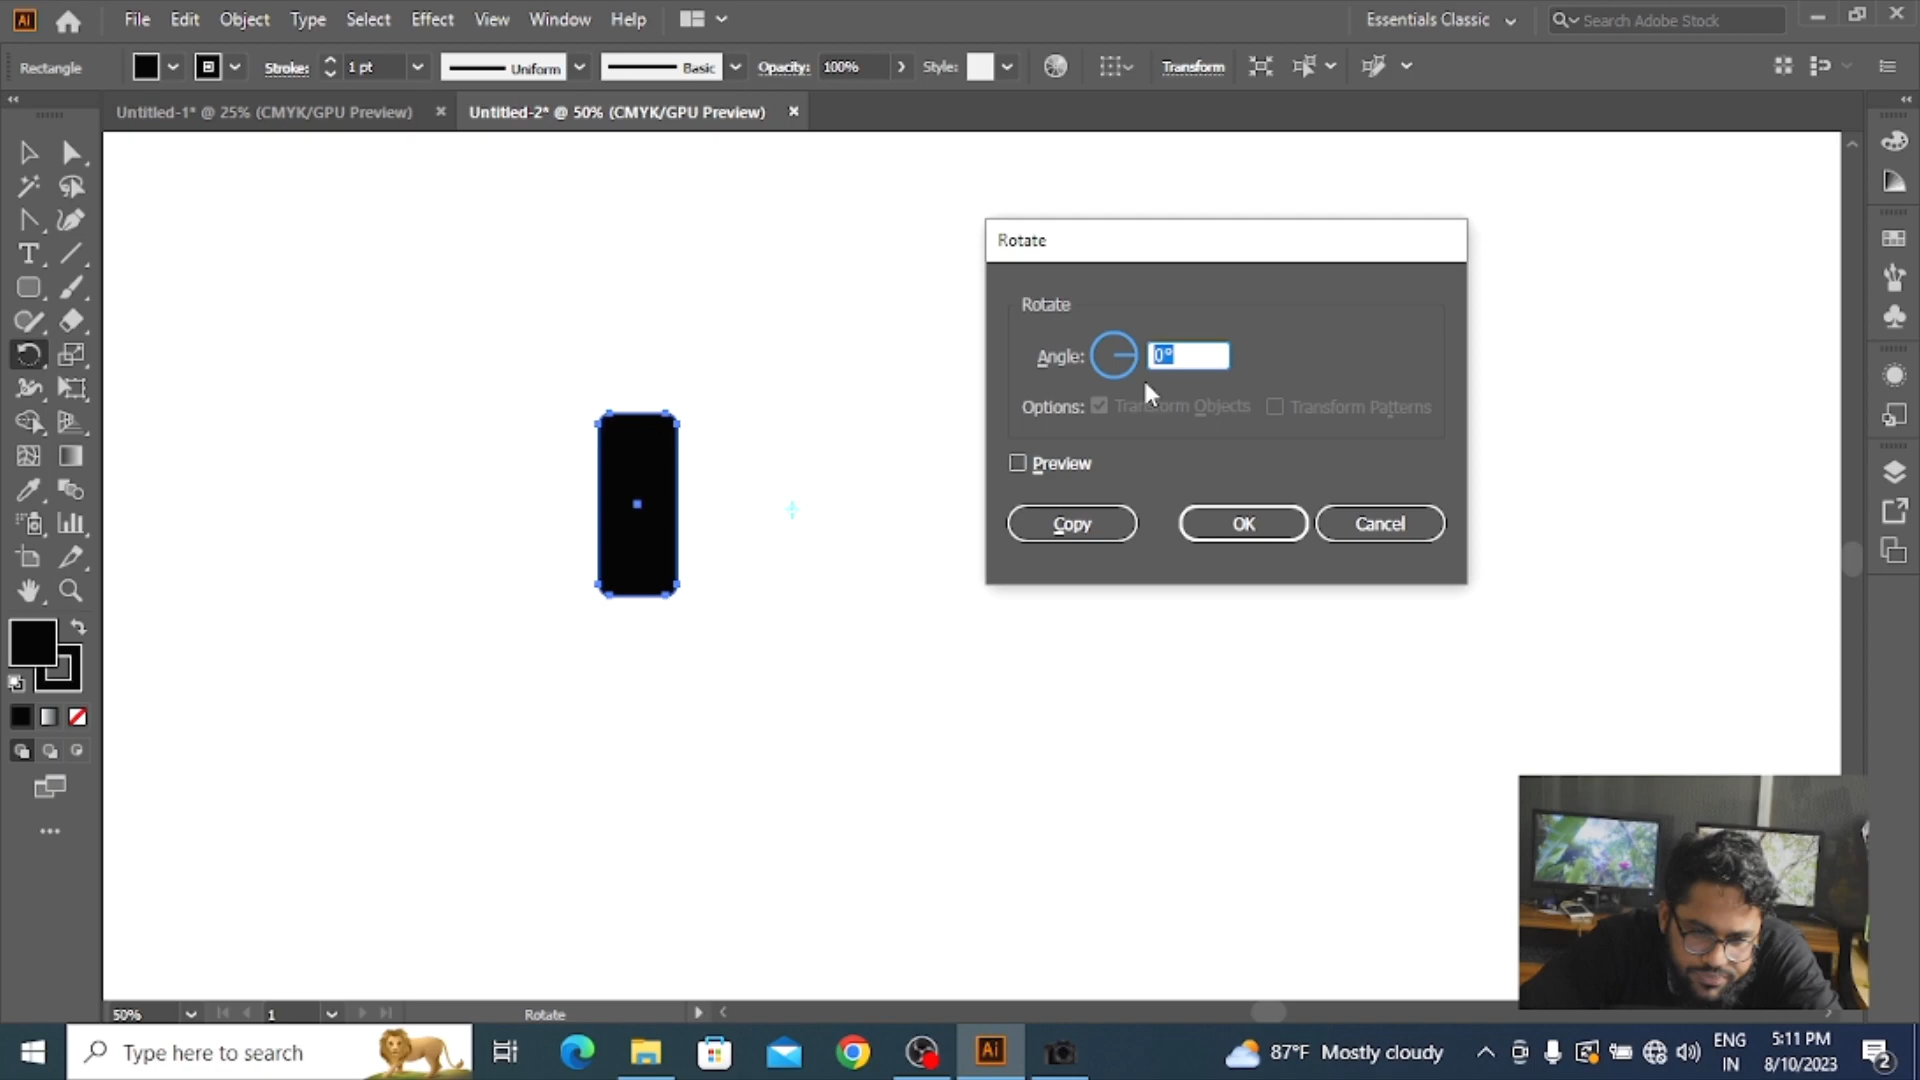 Ai File Edit Object Type Select Effect View Window Help Essentials Classic Search Adobe Stock
Rectangle Stroke: 1 pt Uniform Basic Opacity: 100% Style: Transform
Untitled-1* @ 25% (CMYK/GPU Preview) Untitled-2* @ 50% (CMYK/GPU Preview)
Rotate
Rotate
Angle: 0°
Options: Transform Objects Transform Patterns
Preview
Copy OK Cancel
50% 1 Rotate
Type here to search Ai 87°F Mostly cloudy ENG IN 5:11 PM 8/10/2023 2